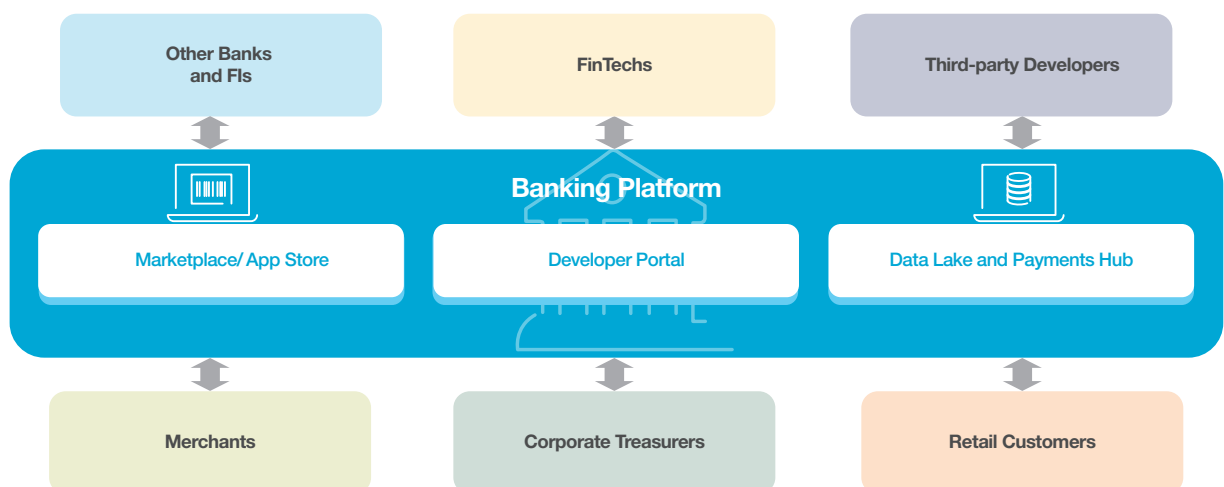 Other Banks
and FIs
FinTechs
Third-party Developers
Banking Platform
Marketplace/ App Store
Developer Portal
Data Lake and Payments Hub
Merchants
Corporate Treasurers
Retail Customers